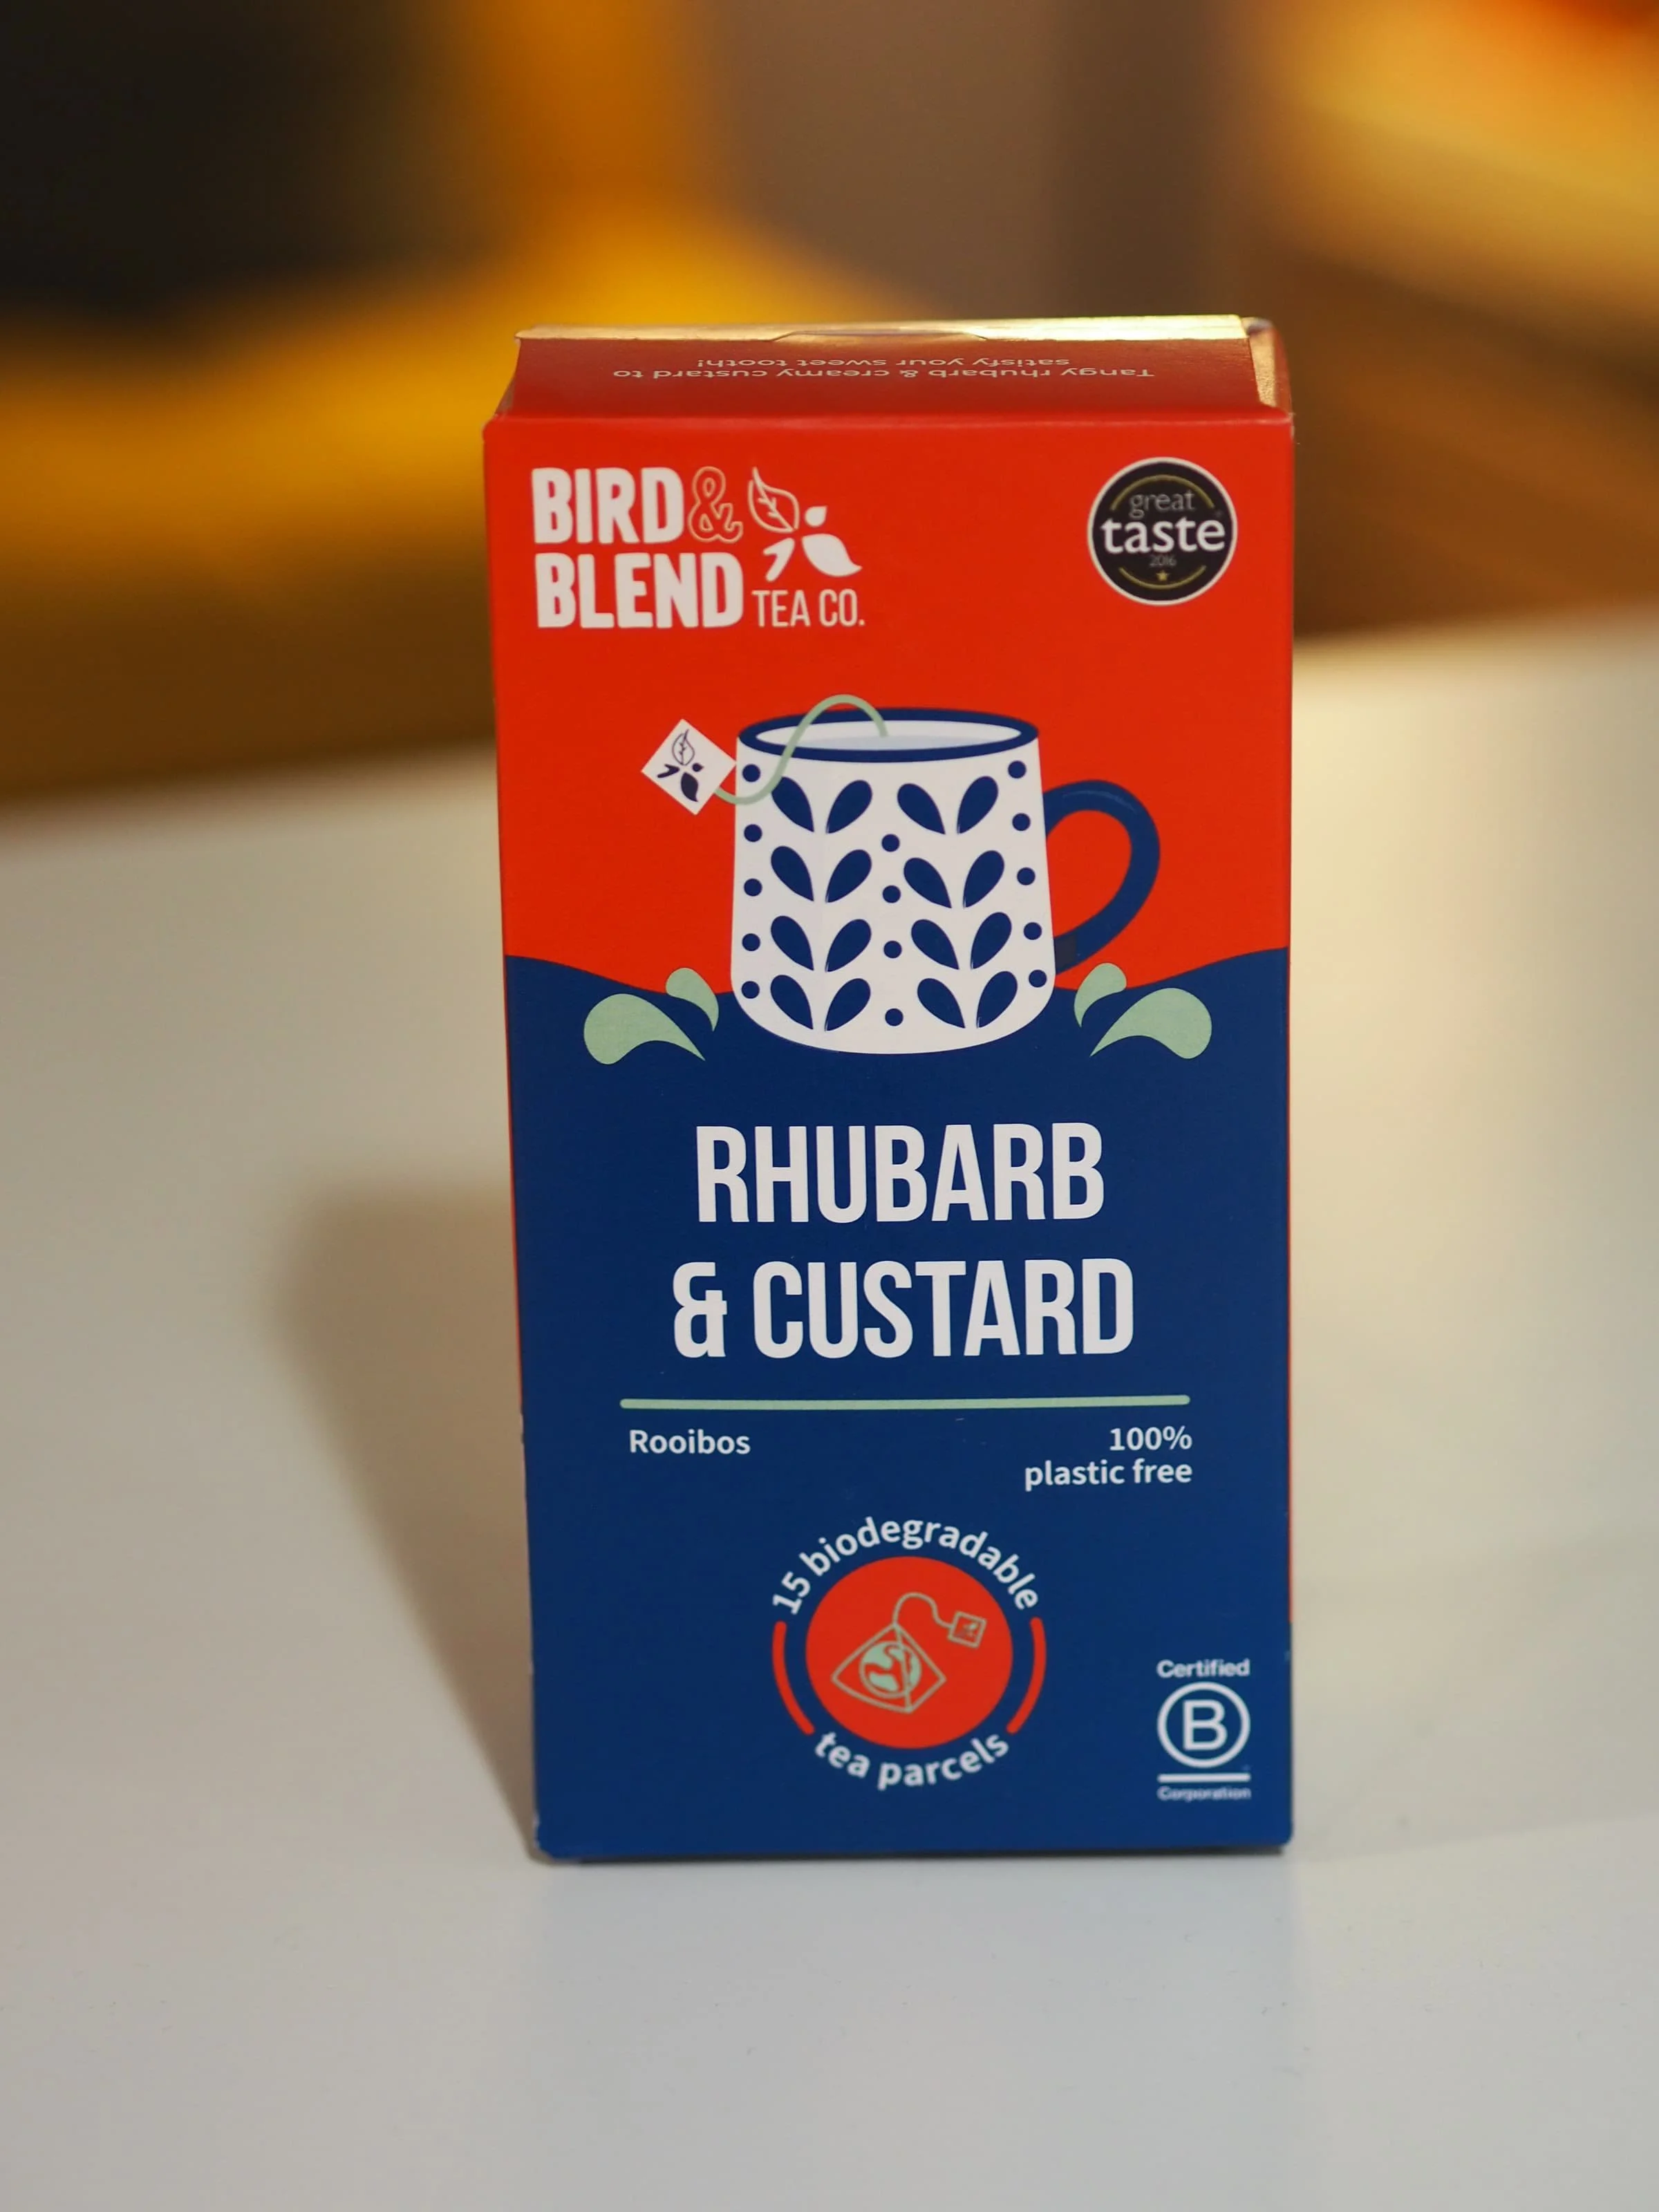 Tangy rhubarb & creamy custard to
satisfy your sweet tooth!
BIRD&
BLEND
TEA CO.
great
taste
2016
RHUBARB
& CUSTARD
Rooibos
100%
plastic free
15 biodegradable
tea parcels
Certified
B
Corporation